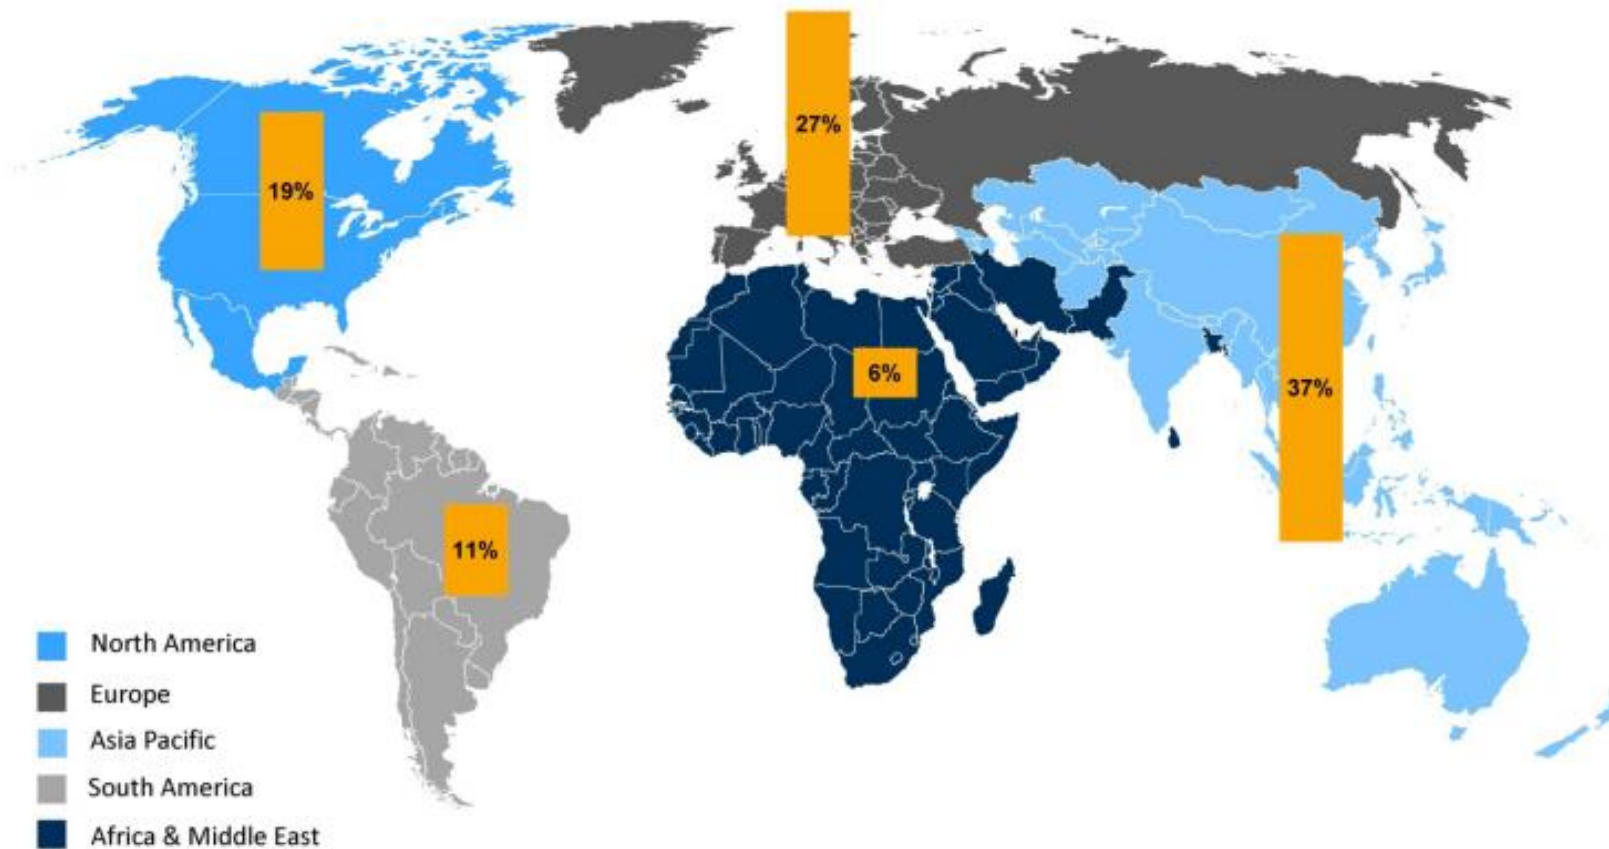 27%
19%
6%
37%
11%
North America
Europe
Asia Pacific
South America
Africa & Middle East